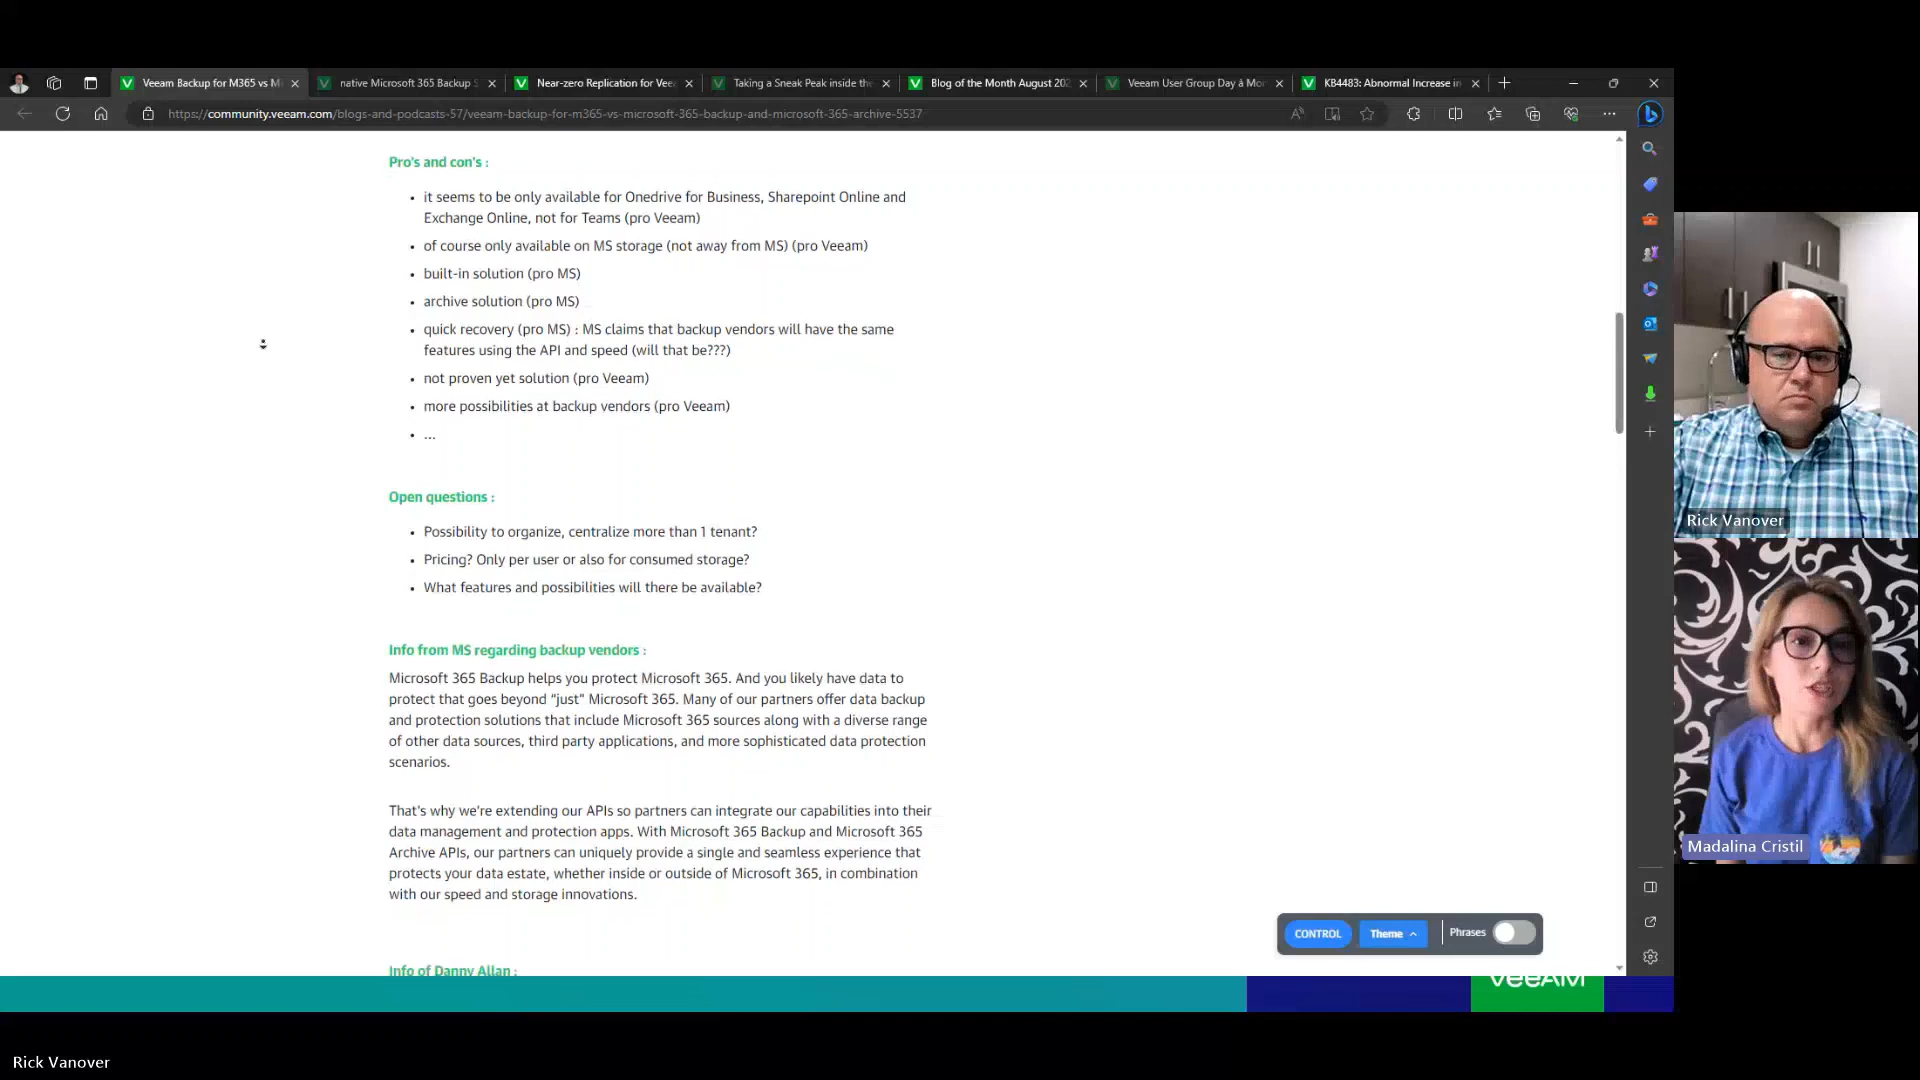 Veeam Backup for M365 vs M
native Microsoft 365 Backup S
Near-zero Replication for Vee
Taking a Sneak Peak inside the
Blog of the Month August 202
Veeam User Group Day à Mo
KB4483: Abnormal Increase in
https://community.veeam.com/blogs-and-podcasts-57/veeam-backup-for-m365-vs-microsoft-365-backup-and-microsoft-365-archive-5537
Pro's and con's :
• it seems to be only available for Onedrive for Business, Sharepoint Online and
Exchange Online, not for Teams (pro Veeam)
• of course only available on MS storage (not away from MS) (pro Veeam)
• built-in solution (pro MS)
• archive solution (pro MS)
• quick recovery (pro MS) : MS claims that backup vendors will have the same
features using the API and speed (will that be???)
• not proven yet solution (pro Veeam)
• more possibilities at backup vendors (pro Veeam)
• ...
Open questions :
• Possibility to organize, centralize more than 1 tenant?
• Pricing? Only per user or also for consumed storage?
• What features and possibilities will there be available?
Info from MS regarding backup vendors :
Microsoft 365 Backup helps you protect Microsoft 365. And you likely have data to
protect that goes beyond “just” Microsoft 365. Many of our partners offer data backup
and protection solutions that include Microsoft 365 sources along with a diverse range
of other data sources, third party applications, and more sophisticated data protection
scenarios.
That's why we're extending our APIs so partners can integrate our capabilities into their
data management and protection apps. With Microsoft 365 Backup and Microsoft 365
Archive APIs, our partners can uniquely provide a single and seamless experience that
protects your data estate, whether inside or outside of Microsoft 365, in combination
with our speed and storage innovations.
Info of Danny Allan :
CONTROL
Theme
Phrases
veeAM
Rick Vanover
Madalina Cristil
Rick Vanover